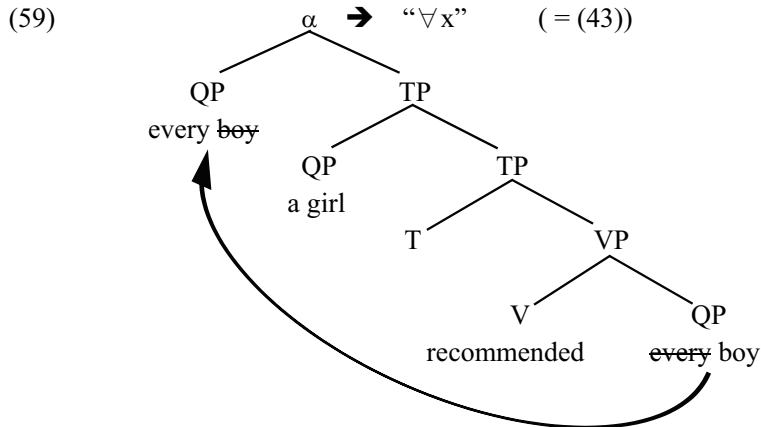 (59) α ➔ “∀x” ( = (43))
QP TP
every boy
QP TP
a girl
T VP
V QP
recommended every boy